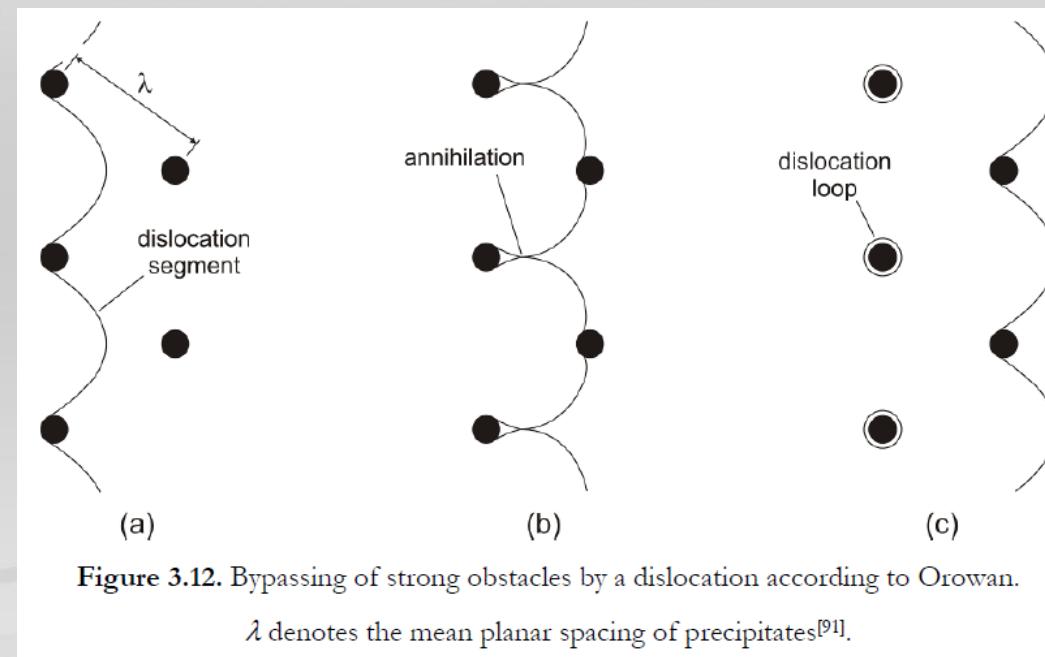 λ
dislocation
segment
(a)
annihilation
(b)
dislocation
loop
(c)
Figure 3.12. Bypassing of strong obstacles by a dislocation according to Orowan.
λ denotes the mean planar spacing of precipitates[91].